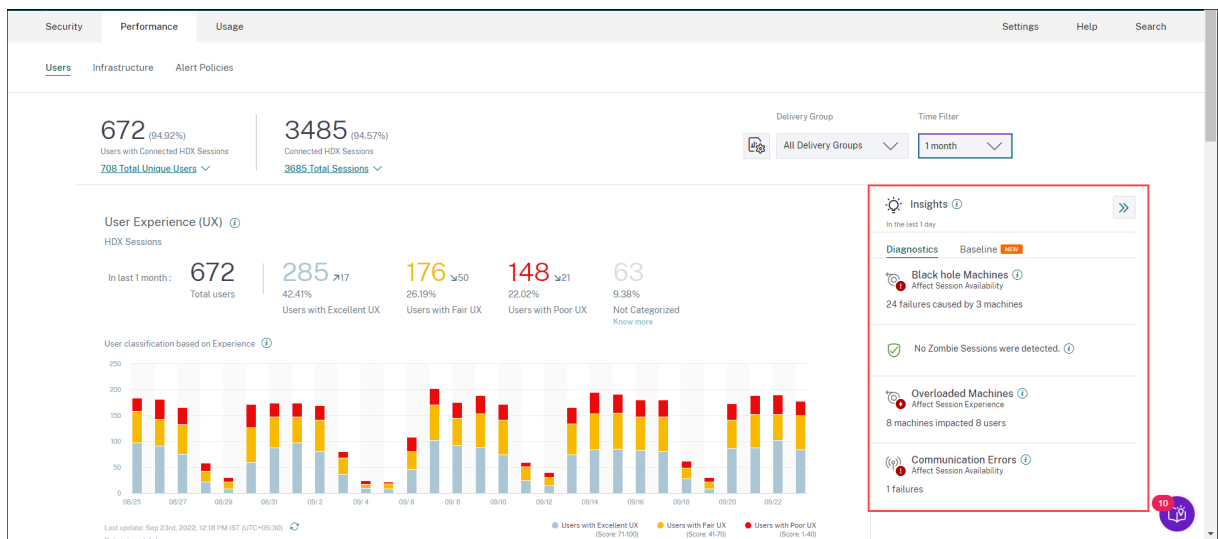 Security Performance Usage Settings Help Search
Users Infrastructure Alert Policies
672 (94.92%)
Users with Connected HDX Sessions
708 Total Unique Users
3485 (94.57%)
Connected HDX Sessions
3685 Total Sessions
Delivery Group
All Delivery Groups
Time Filter
1 month
User Experience (UX)
HDX Sessions
In last 1 month :
672
Total users
285 17
42.41%
Users with Excellent UX
176 50
26.19%
Users with Fair UX
148 21
22.02%
Users with Poor UX
63
9.38%
Not Categorized
Know more
User classification based on Experience
250
200
150
100
50
0
08/25 08/27 08/29 08/31 09/ 2 09/ 4 09/ 6 09/ 8 09/10 09/12 09/14 09/16 09/18 09/20 09/22
Last update: Sep 23rd, 2022, 12:18 PM IST (UTC+05:30)
Users with Excellent UX
(Score: 71-100)
Users with Fair UX
(Score: 41-70)
Users with Poor UX
(Score: 1-40)
Insights
In the last 1 day
Diagnostics Baseline NEW
Black hole Machines
Affect Session Availability
24 failures caused by 3 machines
No Zombie Sessions were detected.
Overloaded Machines
Affect Session Experience
8 machines impacted 8 users
Communication Errors
Affect Session Availability
1 failures
10